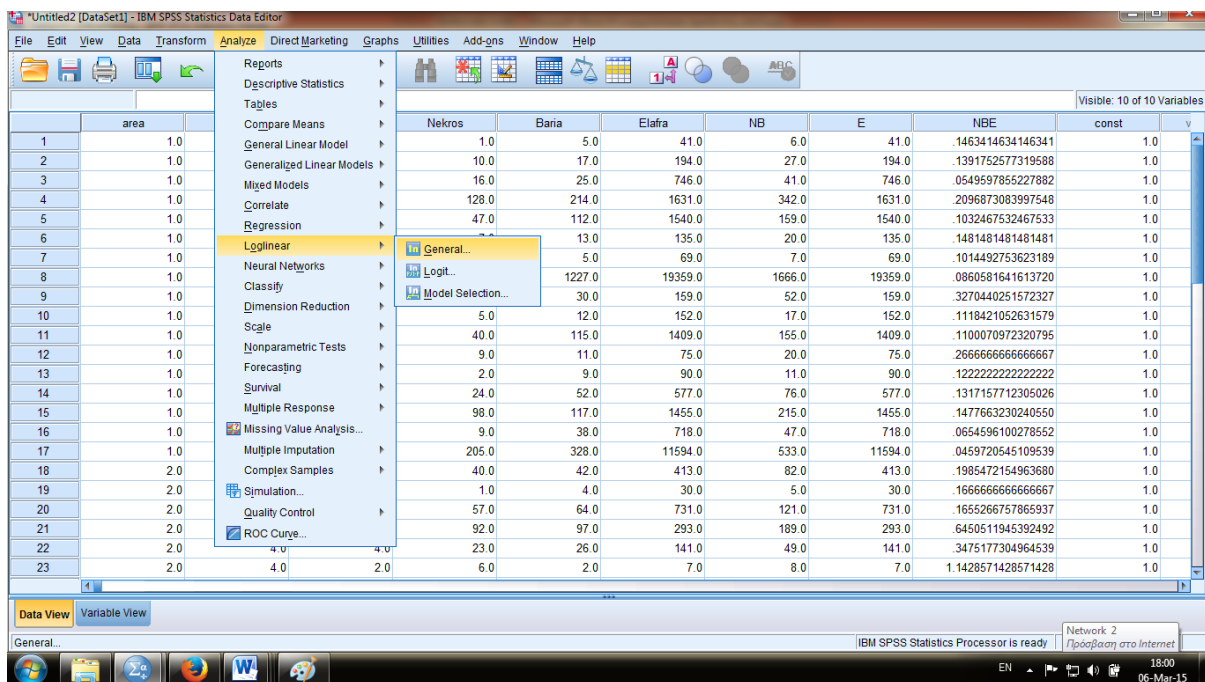 *Untitled2 [DataSet1] - IBM SPSS Statistics Data Editor
File Edit View Data Transform Analyze Direct Marketing Graphs Utilities Add-ons Window Help
Visible: 10 of 10 Variables
Reports
Descriptive Statistics
Tables
Compare Means
General Linear Model
Generalized Linear Models
Mixed Models
Correlate
Regression
Loglinear
Neural Networks
Classify
Dimension Reduction
Scale
Nonparametric Tests
Forecasting
Survival
Multiple Response
Missing Value Analysis...
Multiple Imputation
Complex Samples
Simulation...
Quality Control
ROC Curve...
General...
Logit...
Model Selection...
area Nekros Baria Elafra NB E NBE const v
1 1.0 1.0 5.0 41.0 6.0 41.0 .1463414634146341 1.0
2 1.0 10.0 17.0 194.0 27.0 194.0 .1391752577319588 1.0
3 1.0 16.0 25.0 746.0 41.0 746.0 .0549597855227882 1.0
4 1.0 128.0 214.0 1631.0 342.0 1631.0 .2096873083997548 1.0
5 1.0 47.0 112.0 1540.0 159.0 1540.0 .1032467532467533 1.0
6 1.0 13.0 135.0 20.0 135.0 .1481481481481481 1.0
7 1.0 5.0 69.0 7.0 69.0 .1014492753623189 1.0
8 1.0 1227.0 19359.0 1666.0 19359.0 .0860581641613720 1.0
9 1.0 30.0 159.0 52.0 159.0 .3270440251572327 1.0
10 1.0 5.0 12.0 152.0 17.0 152.0 .1118421052631579 1.0
11 1.0 40.0 115.0 1409.0 155.0 1409.0 .1100070972320795 1.0
12 1.0 9.0 11.0 75.0 20.0 75.0 .2666666666666667 1.0
13 1.0 2.0 9.0 90.0 11.0 90.0 .1222222222222222 1.0
14 1.0 24.0 52.0 577.0 76.0 577.0 .1317157712305026 1.0
15 1.0 98.0 117.0 1455.0 215.0 1455.0 .1477663230240550 1.0
16 1.0 9.0 38.0 718.0 47.0 718.0 .0654596100278552 1.0
17 1.0 205.0 328.0 11594.0 533.0 11594.0 .0459720545109539 1.0
18 2.0 40.0 42.0 413.0 82.0 413.0 .1985472154963680 1.0
19 2.0 1.0 4.0 30.0 5.0 30.0 .1666666666666667 1.0
20 2.0 57.0 64.0 731.0 121.0 731.0 .1655266757865937 1.0
21 2.0 92.0 97.0 293.0 189.0 293.0 .6450511945392492 1.0
22 2.0 4.0 4.0 23.0 26.0 141.0 49.0 141.0 .3475177304964539 1.0
23 2.0 4.0 2.0 6.0 2.0 7.0 8.0 7.0 1.1428571428571428 1.0
Data View Variable View
General...
IBM SPSS Statistics Processor is ready
Network 2
Πρόσβαση στο Internet
EN
18:00
06-Mar-15